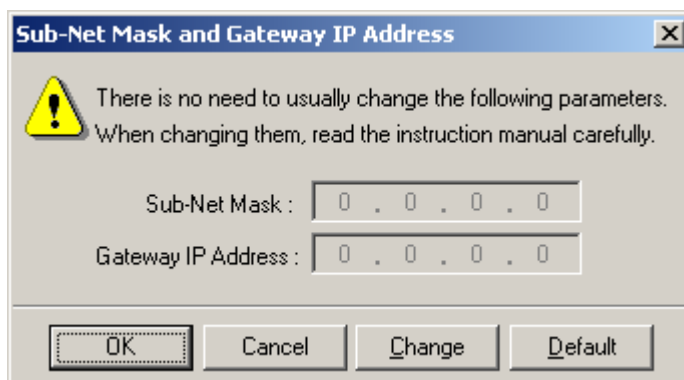 Sub-Net Mask and Gateway IP Address
There is no need to usually change the following parameters.
When changing them, read the instruction manual carefully.
Sub-Net Mask : 0 . 0 . 0 . 0
Gateway IP Address : 0 . 0 . 0 . 0
OK Cancel Change Default